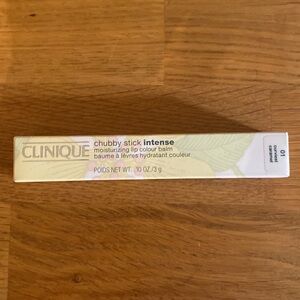 CLINIQUE
chubby stick intense
moisturizing lip colour balm
baume à lèvres hydratant couleur
POIDS NET WT. .10 OZ./3 g
01
curviest
caramel